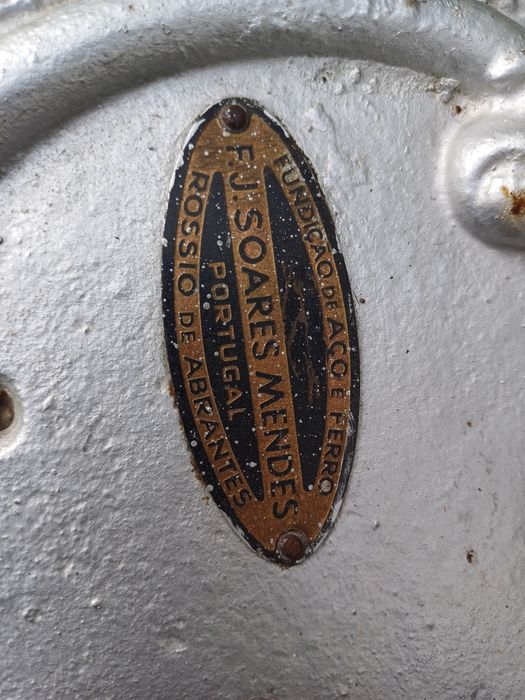 FUNDIÇÃO DE AÇO E FERRO
F. J. SOARES MENDES
PORTUGAL
ROSSIO DE ABRANTES